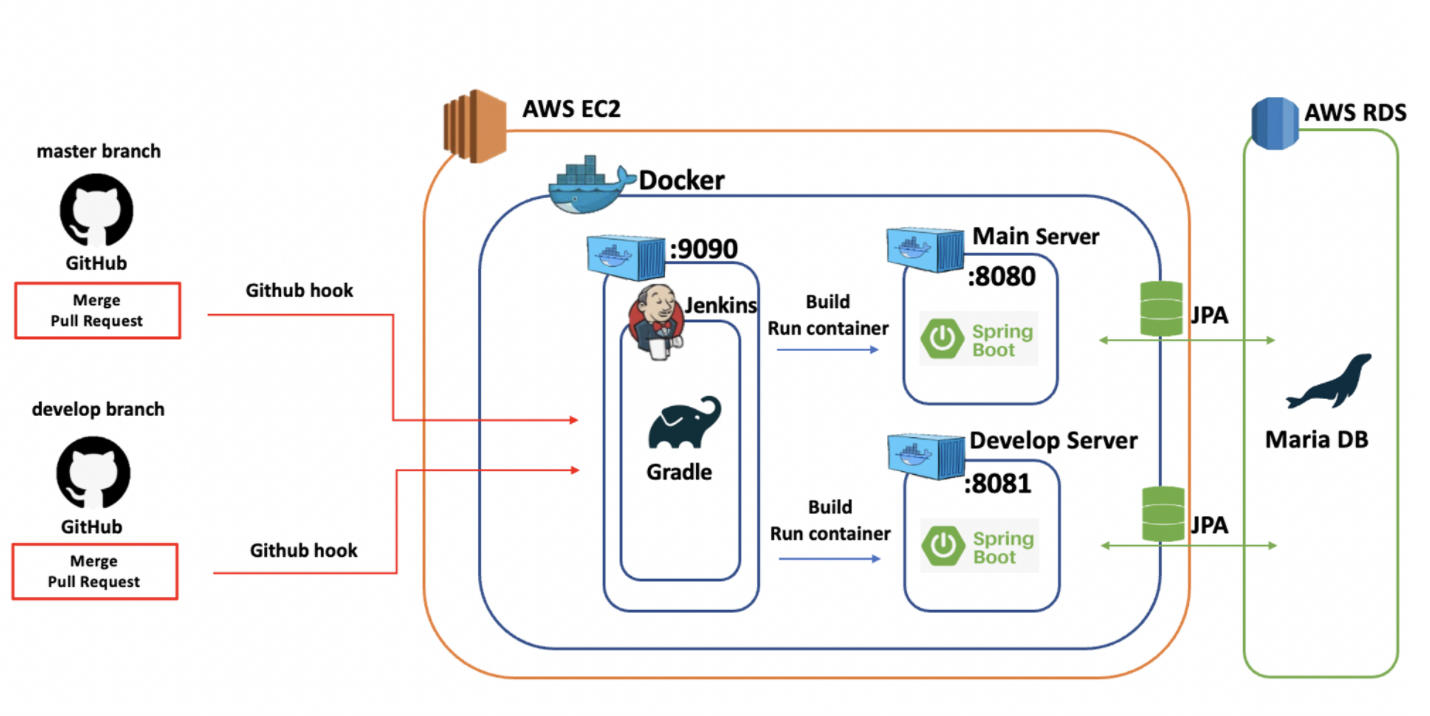 AWS EC2
AWS RDS
master branch
GitHub
Merge
Pull Request
Github hook
develop branch
GitHub
Merge
Pull Request
Github hook
Docker
:9090
Jenkins
Gradle
Build
Run container
Build
Run container
Main Server
:8080
Spring
Boot
Develop Server
:8081
Spring
Boot
JPA
JPA
Maria DB